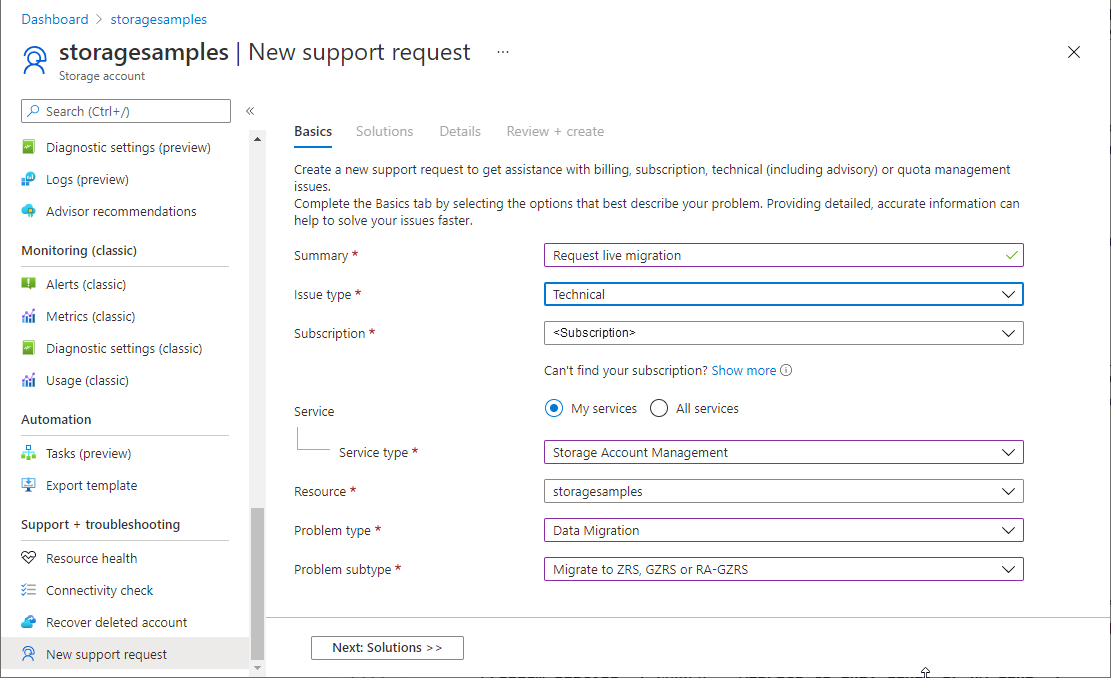 Dashboard > storagesamples
storagesamples | New support request ...
Storage account
Search (Ctrl+/)
«
Diagnostic settings (preview)
Logs (preview)
Advisor recommendations
Monitoring (classic)
Alerts (classic)
Metrics (classic)
Diagnostic settings (classic)
Usage (classic)
Automation
Tasks (preview)
Export template
Support + troubleshooting
Resource health
Connectivity check
Recover deleted account
New support request
Basics Solutions Details Review + create
Create a new support request to get assistance with billing, subscription, technical (including advisory) or quota management
issues.
Complete the Basics tab by selecting the options that best describe your problem. Providing detailed, accurate information can
help to solve your issues faster.
Summary * Request live migration
Issue type * Technical
Subscription * <Subscription>
Can't find your subscription? Show more
Service My services All services
Service type * Storage Account Management
Resource * storagesamples
Problem type * Data Migration
Problem subtype * Migrate to ZRS, GZRS or RA-GZRS
Next: Solutions >>